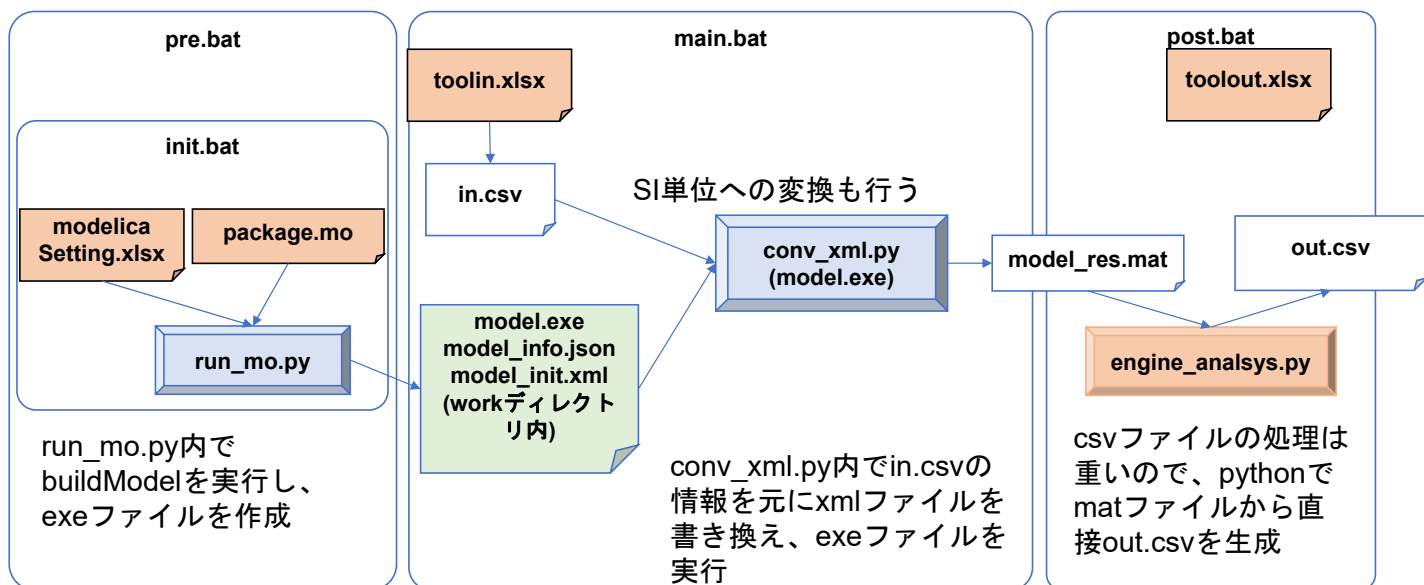 pre.bat
init.bat
modelica
Setting.xlsx
package.mo
run_mo.py
run_mo.py内で
buildModelを実行し、
exeファイルを作成
main.bat
toolin.xlsx
in.csv
SI単位への変換も行う
conv_xml.py
(model.exe)
model.exe
model_info.json
model_init.xml
(workディレクト
リ内)
conv_xml.py内でin.csvの
情報を元にxmlファイルを
書き換え、exeファイルを
実行
post.bat
toolout.xlsx
model_res.mat
out.csv
engine_analsys.py
csvファイルの処理は
重いので、pythonで
matファイルから直
接out.csvを生成